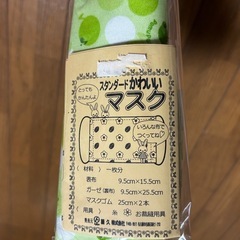 とっても
かんたんよ
スタンダードかわいい
マスク
いろんな布で
つくってね♪
材料　一枚分
表布　9.5cm×15.5cm
ガーゼ(裏布)　9.5cm×25.5cm
マスクゴム　25cm×2本
用具　糸　お裁縫用具